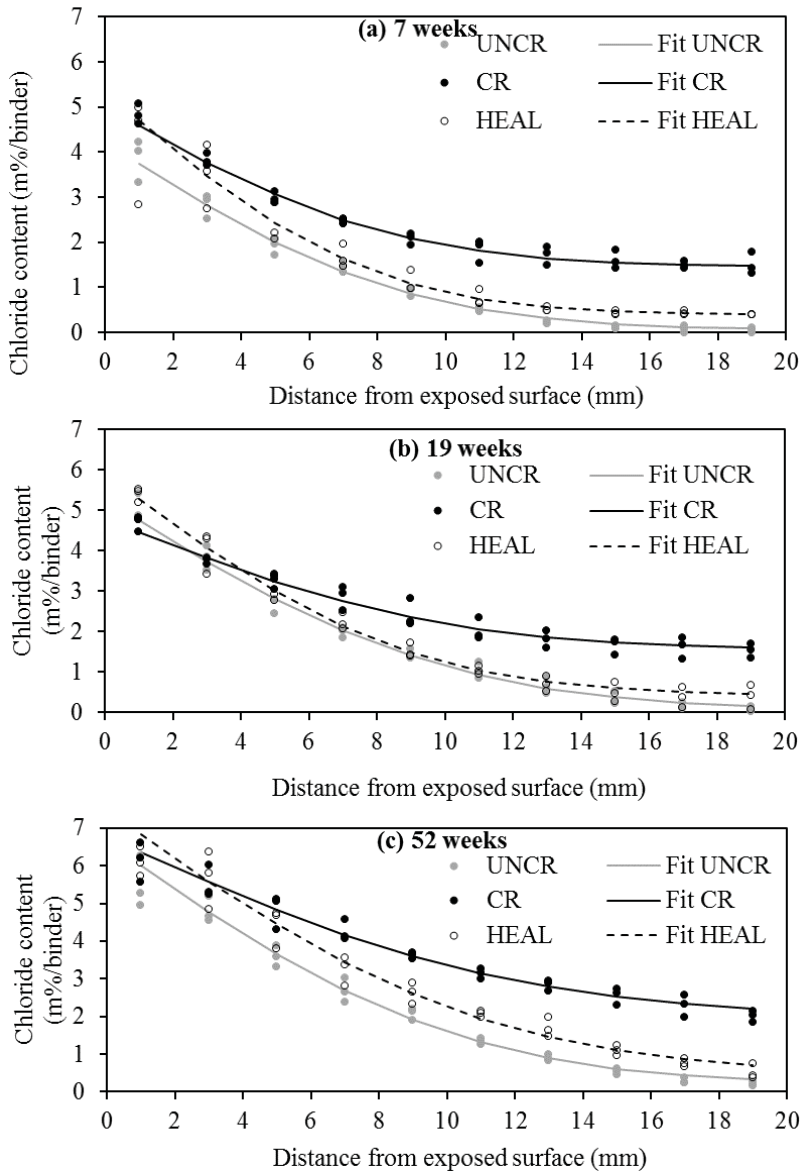 (a) 7 weeks
UNCR Fit UNCR
CR Fit CR
HEAL Fit HEAL
7
6
5
4
3
2
1
0
Chloride content (m%/binder)
0 2 4 6 8 10 12 14 16 18 20
Distance from exposed surface (mm)
(b) 19 weeks
UNCR Fit UNCR
CR Fit CR
HEAL Fit HEAL
7
6
5
4
3
2
1
0
Chloride content
(m%/binder)
0 2 4 6 8 10 12 14 16 18 20
Distance from exposed surface (mm)
(c) 52 weeks
UNCR Fit UNCR
CR Fit CR
HEAL Fit HEAL
7
6
5
4
3
2
1
0
Chloride content
(m%/binder)
0 2 4 6 8 10 12 14 16 18 20
Distance from exposed surface (mm)